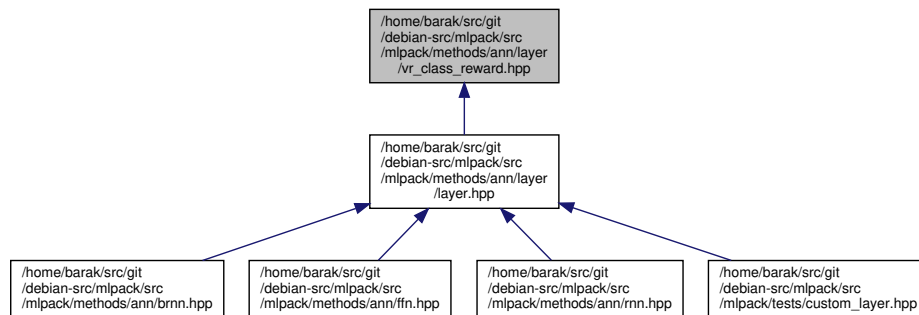 /home/barak/src/git
/debian-src/mlpack/src
/mlpack/methods/ann/layer
/vr_class_reward.hpp
/home/barak/src/git
/debian-src/mlpack/src
/mlpack/methods/ann/layer
/layer.hpp
/home/barak/src/git
/debian-src/mlpack/src
/mlpack/methods/ann/brnn.hpp
/home/barak/src/git
/debian-src/mlpack/src
/mlpack/methods/ann/ffn.hpp
/home/barak/src/git
/debian-src/mlpack/src
/mlpack/methods/ann/rnn.hpp
/home/barak/src/git
/debian-src/mlpack/src
/mlpack/tests/custom_layer.hpp